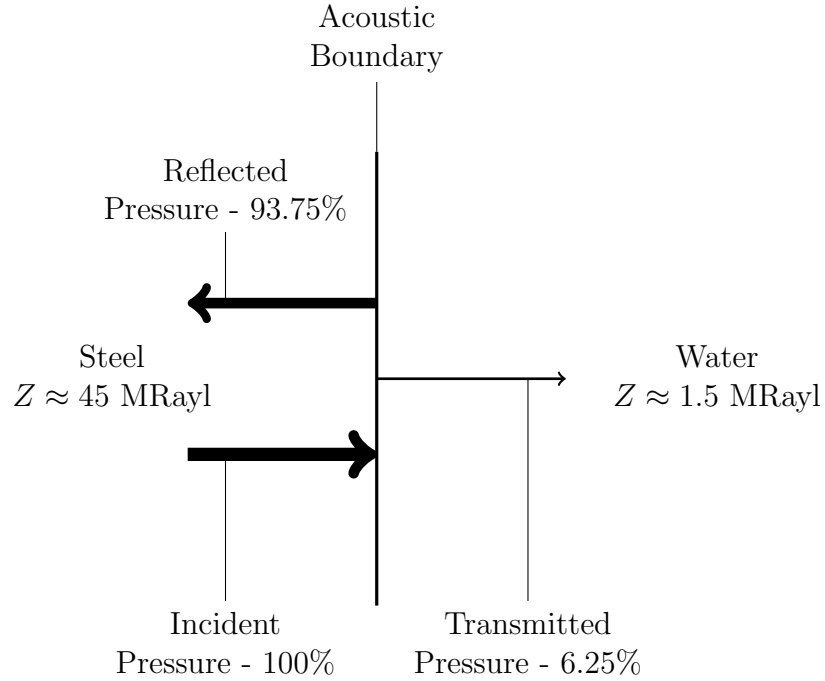 Acoustic
Boundary
Reflected
Pressure - 93.75%
Steel
Z ≈ 45 MRayl
Water
Z ≈ 1.5 MRayl
Incident
Pressure - 100%
Transmitted
Pressure - 6.25%